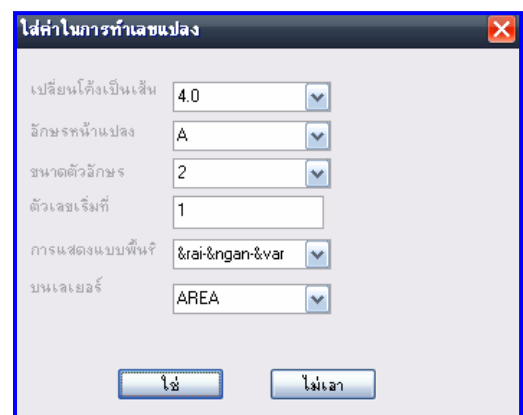 ใส่ค่าในการทำเลขแปลง
เปลี่ยนโค้งเป็นเส้น 4.0
อักษรหน้าแปลง A
ขนาดตัวอักษร 2
ตัวเลขเริ่มที่ 1
การแสดงแบบพื้นที่ &rai-&ngan-&var
บนเลเยอร์ AREA
ใช่ ไม่เอา